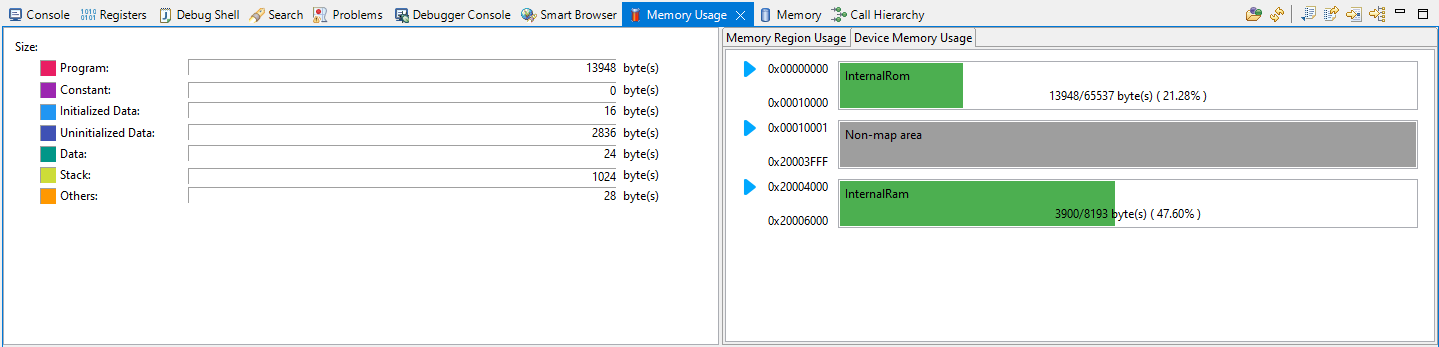 Console Registers Debug Shell Search Problems Debugger Console Smart Browser Memory Usage Memory Call Hierarchy
Size:
Program: 13948 byte(s)
Constant: 0 byte(s)
Initialized Data: 16 byte(s)
Uninitialized Data: 2836 byte(s)
Data: 24 byte(s)
Stack: 1024 byte(s)
Others: 28 byte(s)
Memory Region Usage Device Memory Usage
0x00000000 InternalRom
13948/65537 byte(s) ( 21.28% )
0x00010000
0x00010001 Non-map area
0x20003FFF
0x20004000 InternalRam
3900/8193 byte(s) ( 47.60% )
0x20006000